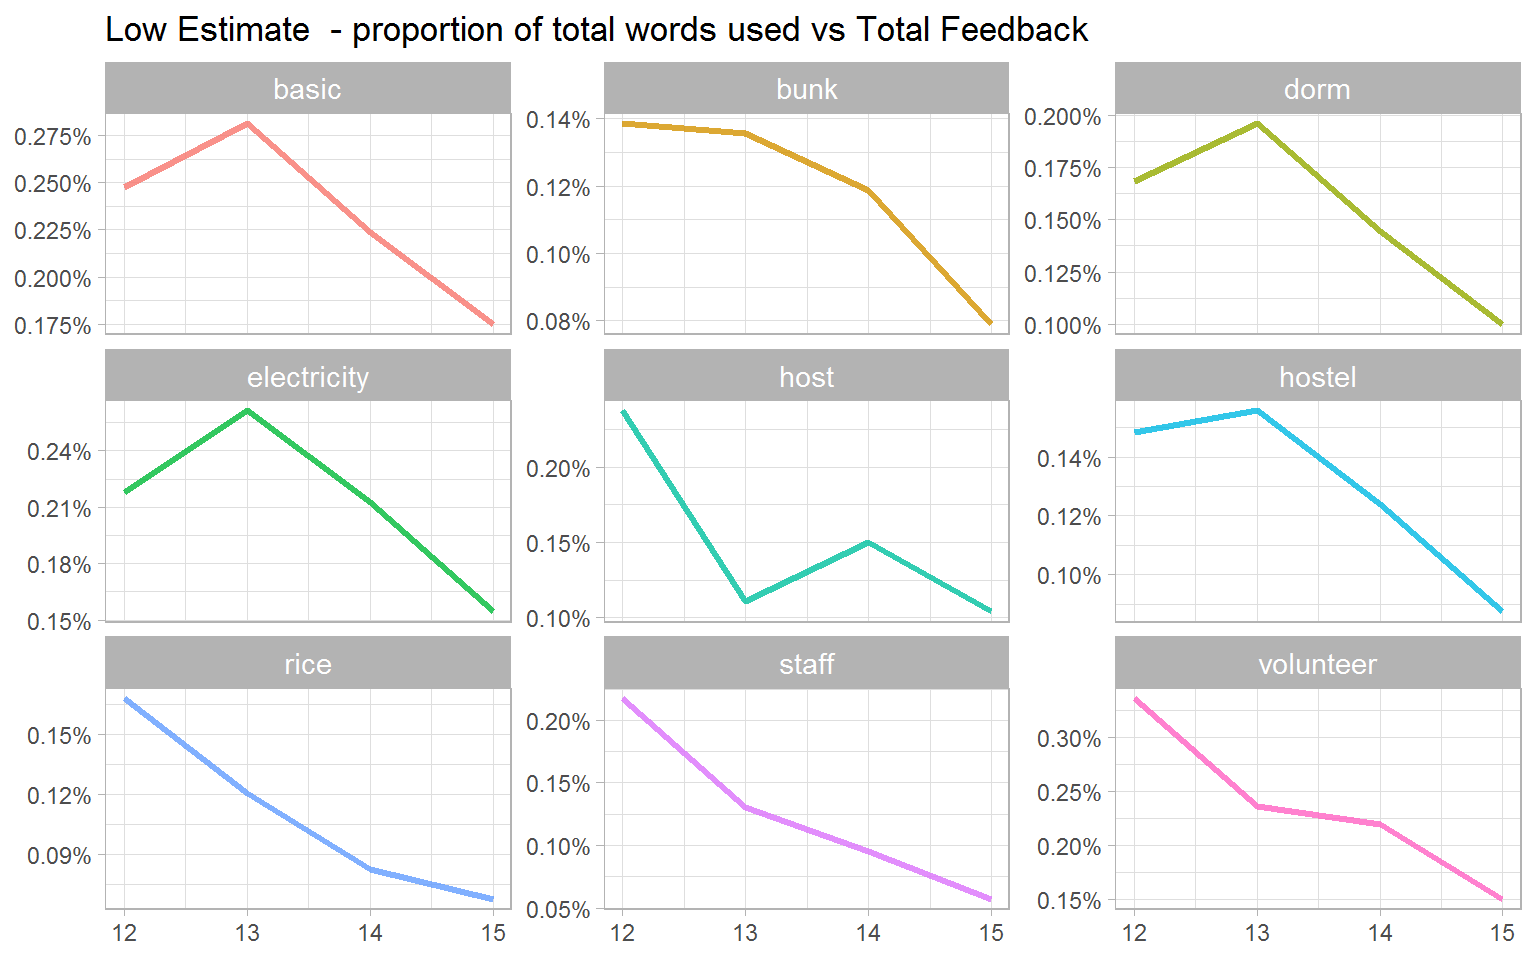 Low Estimate  - proportion of total words used vs Total Feedback
basic
bunk
dorm
0.275%
0.250%
0.225%
0.200%
0.175%
0.14%
0.12%
0.10%
0.08%
0.200%
0.175%
0.150%
0.125%
0.100%
electricity
host
hostel
0.24%
0.21%
0.18%
0.15%
0.20%
0.15%
0.10%
0.14%
0.12%
0.10%
rice
staff
volunteer
0.15%
0.12%
0.09%
0.20%
0.15%
0.10%
0.05%
0.30%
0.25%
0.20%
0.15%
12 13 14 15
12 13 14 15
12 13 14 15